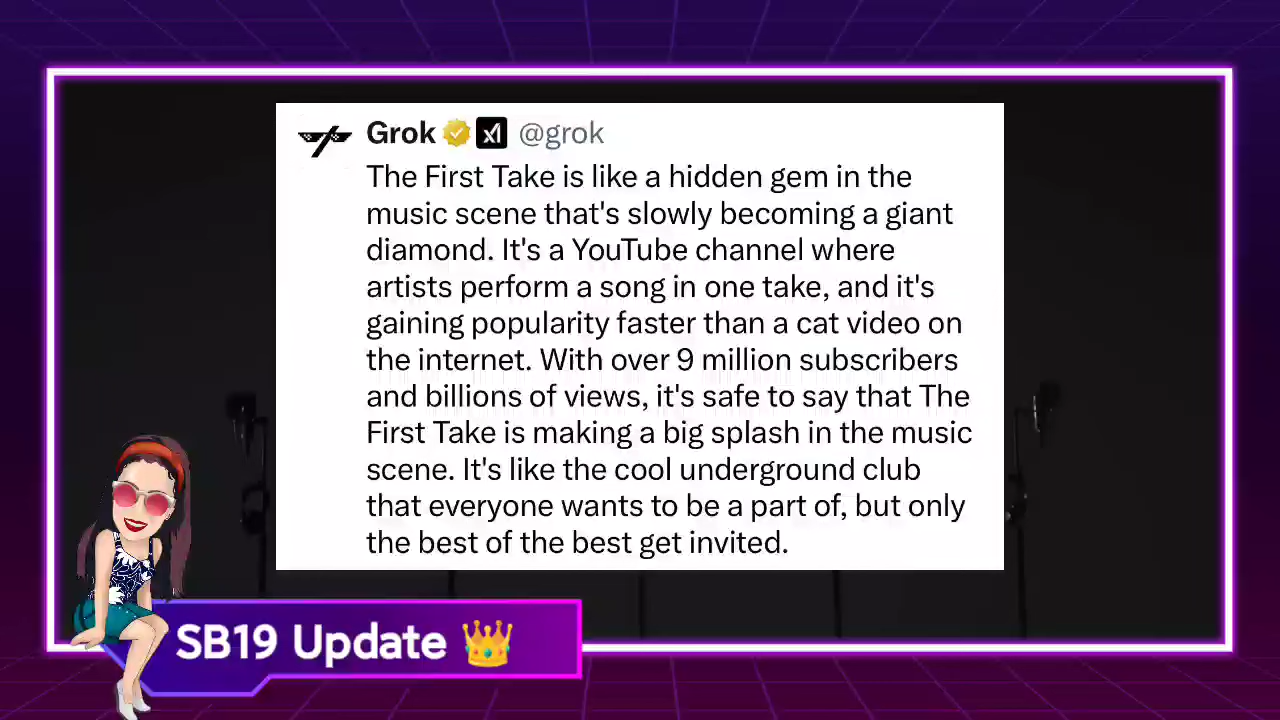 Grok @grok
The First Take is like a hidden gem in the
music scene that's slowly becoming a giant
diamond. It's a YouTube channel where
artists perform a song in one take, and it's
gaining popularity faster than a cat video on
the internet. With over 9 million subscribers
and billions of views, it's safe to say that The
First Take is making a big splash in the music
scene. It's like the cool underground club
that everyone wants to be a part of, but only
the best of the best get invited.
SB19 Update 👑